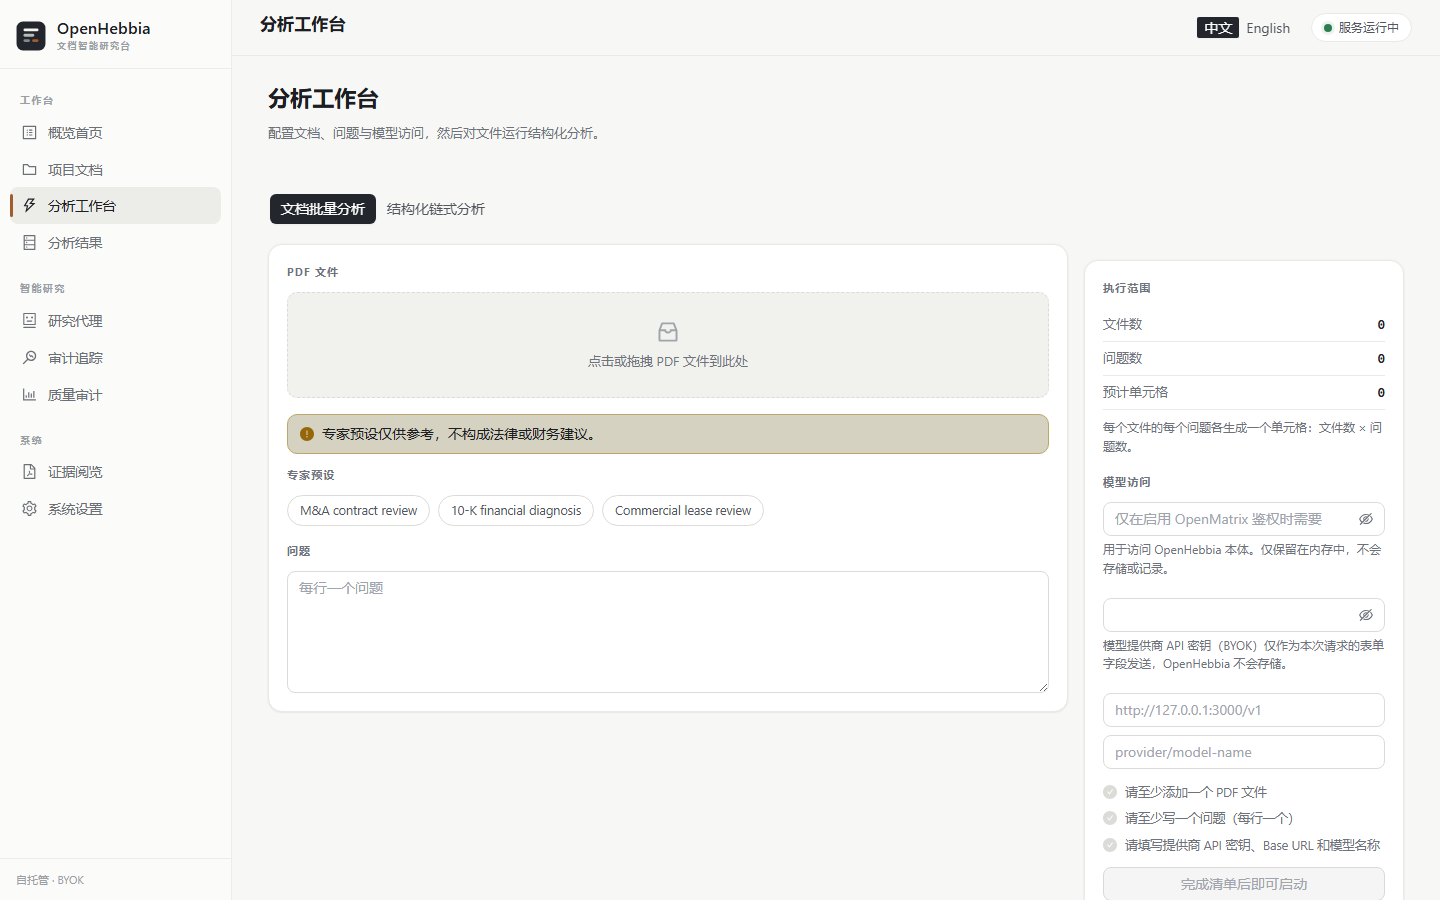 OpenHebbia
文档智能研究台
工作台
概览首页
项目文档
分析工作台
分析结果
智能研究
研究代理
审计追踪
质量审计
系统
证据阅览
系统设置
自托管 · BYOK
分析工作台
中文 English
服务运行中
分析工作台
配置文档、问题与模型访问，然后对文件运行结构化分析。
文档批量分析 结构化链式分析
PDF 文件
点击或拖拽 PDF 文件到此处
专家预设仅供参考，不构成法律或财务建议。
专家预设
M&A contract review
10-K financial diagnosis
Commercial lease review
问题
每行一个问题
执行范围
文件数 0
问题数 0
预计单元格 0
每个文件的每个问题各生成一个单元格：文件数 × 问
题数。
模型访问
仅在启用 OpenMatrix 鉴权时需要
用于访问 OpenHebbia 本体。仅保留在内存中，不会
存储或记录。
模型提供商 API 密钥（BYOK）仅作为本次请求的表单
字段发送，OpenHebbia 不会存储。
http://127.0.0.1:3000/v1
provider/model-name
请至少添加一个 PDF 文件
请至少写一个问题（每行一个）
请填写提供商 API 密钥、Base URL 和模型名称
完成清单后即可启动